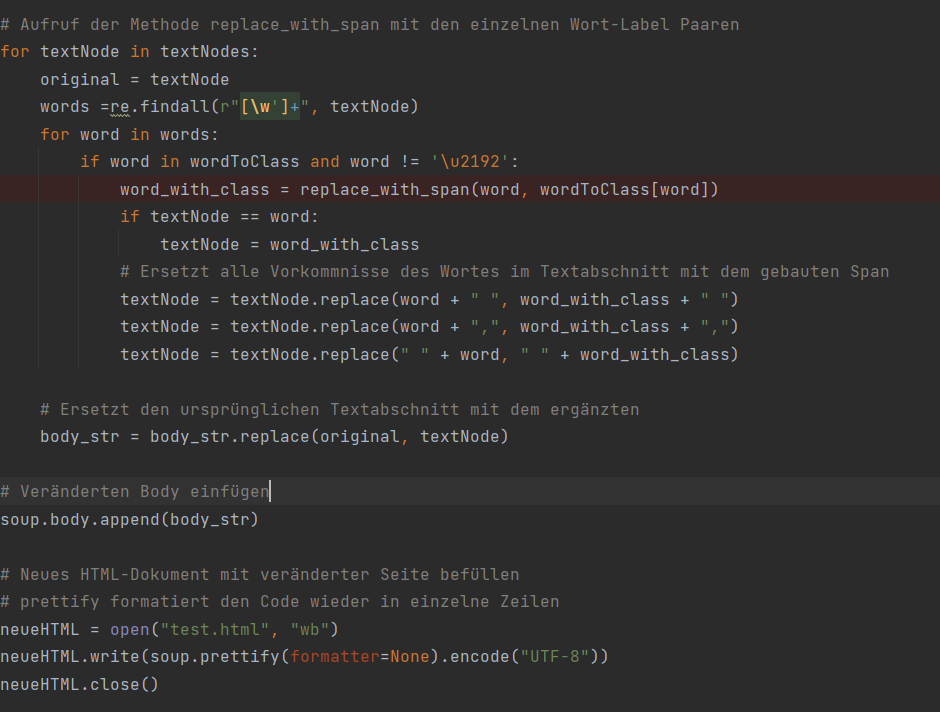 # Aufruf der Methode replace_with_span mit den einzelnen Wort-Label Paaren
for textNode in textNodes:
    original = textNode
    words =re.findall(r"[\w']+", textNode)
    for word in words:
        if word in wordToClass and word != '\u2192':
            word_with_class = replace_with_span(word, wordToClass[word])
            if textNode == word:
                textNode = word_with_class
            # Ersetzt alle Vorkommnisse des Wortes im Textabschnitt mit dem gebauten Span
            textNode = textNode.replace(word + " ", word_with_class + " ")
            textNode = textNode.replace(word + ",", word_with_class + ",")
            textNode = textNode.replace(" " + word, " " + word_with_class)
    # Ersetzt den ursprünglichen Textabschnitt mit dem ergänzten
    body_str = body_str.replace(original, textNode)
# Veränderten Body einfügen
soup.body.append(body_str)
# Neues HTML-Dokument mit veränderter Seite befüllen
# prettify formatiert den Code wieder in einzelne Zeilen
neueHTML = open("test.html", "wb")
neueHTML.write(soup.prettify(formatter=None).encode("UTF-8"))
neueHTML.close()